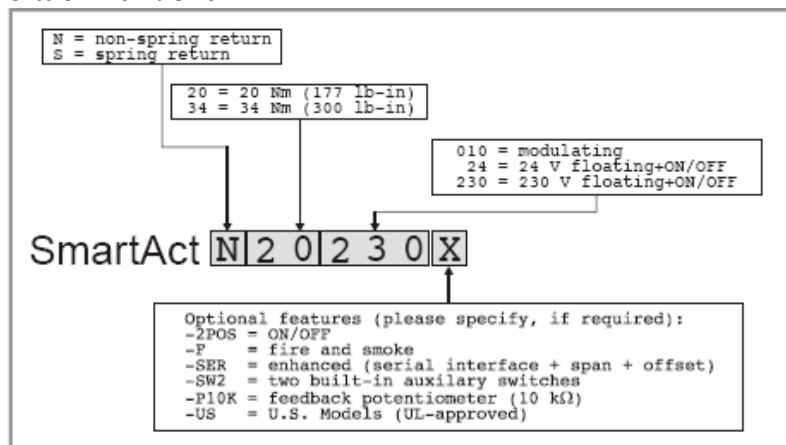 N = non-spring return
S = spring return
20 = 20 Nm (177 lb-in)
34 = 34 Nm (300 lb-in)
010 = modulating
24 = 24 V floating+ON/OFF
230 = 230 V floating+ON/OFF
SmartAct N 2 0 2 3 0 X
Optional features (please specify, if required):
-2POS = ON/OFF
-F = fire and smoke
-SER = enhanced (serial interface + span + offset)
-SW2 = two built-in auxilary switches
-P10K = feedback potentiometer (10 kΩ)
-US = U.S. Models (UL-approved)